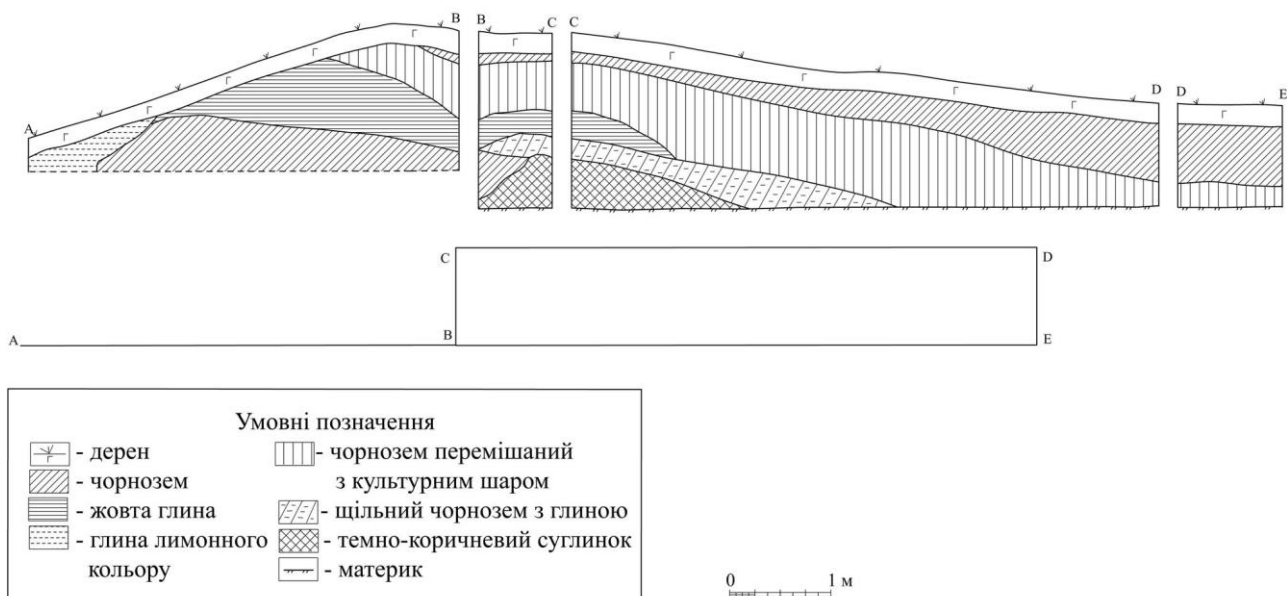 A
B
B
C
C
D
D
E
C
D
A
B
E
Умовні позначення
- дерен
- чорнозем
- жовта глина
- глина лимонного
кольору
- чорнозем перемішаний
з культурним шаром
- щільний чорнозем з глиною
- темно-коричневий суглинок
- материк
0 1 м